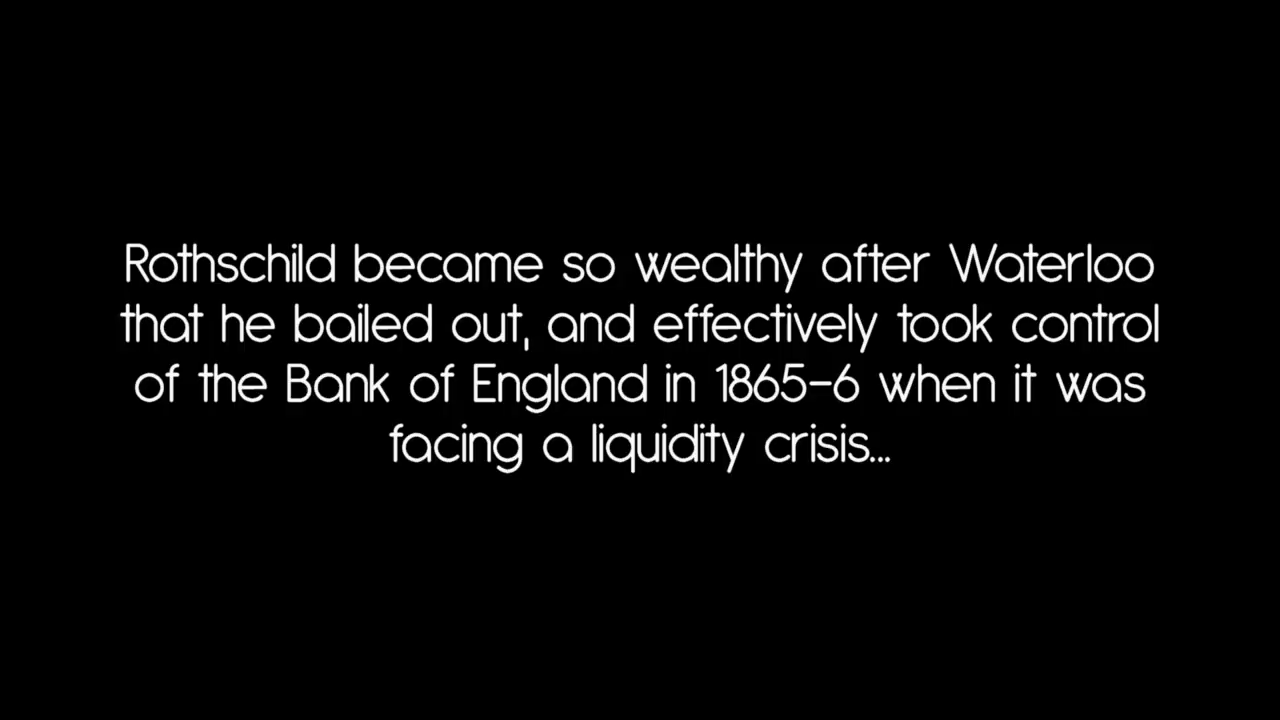 Rothschild became so wealthy after Waterloo
that he bailed out, and effectively took control
of the Bank of England in 1865-6 when it was
facing a liquidity crisis...